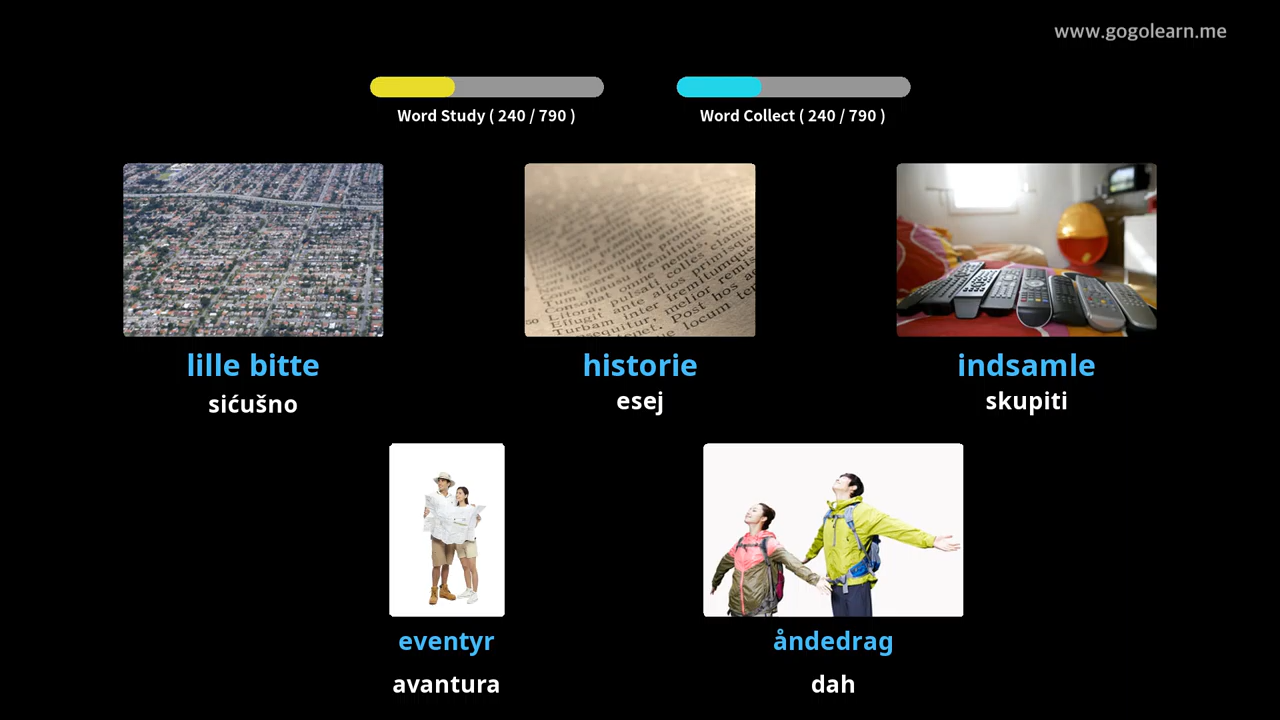 www.gogolearn.me
Word Study ( 240 / 790 )
Word Collect ( 240 / 790 )
lille bitte
sićušno
historie
esej
indsamle
skupiti
eventyr
avantura
åndedrag
dah